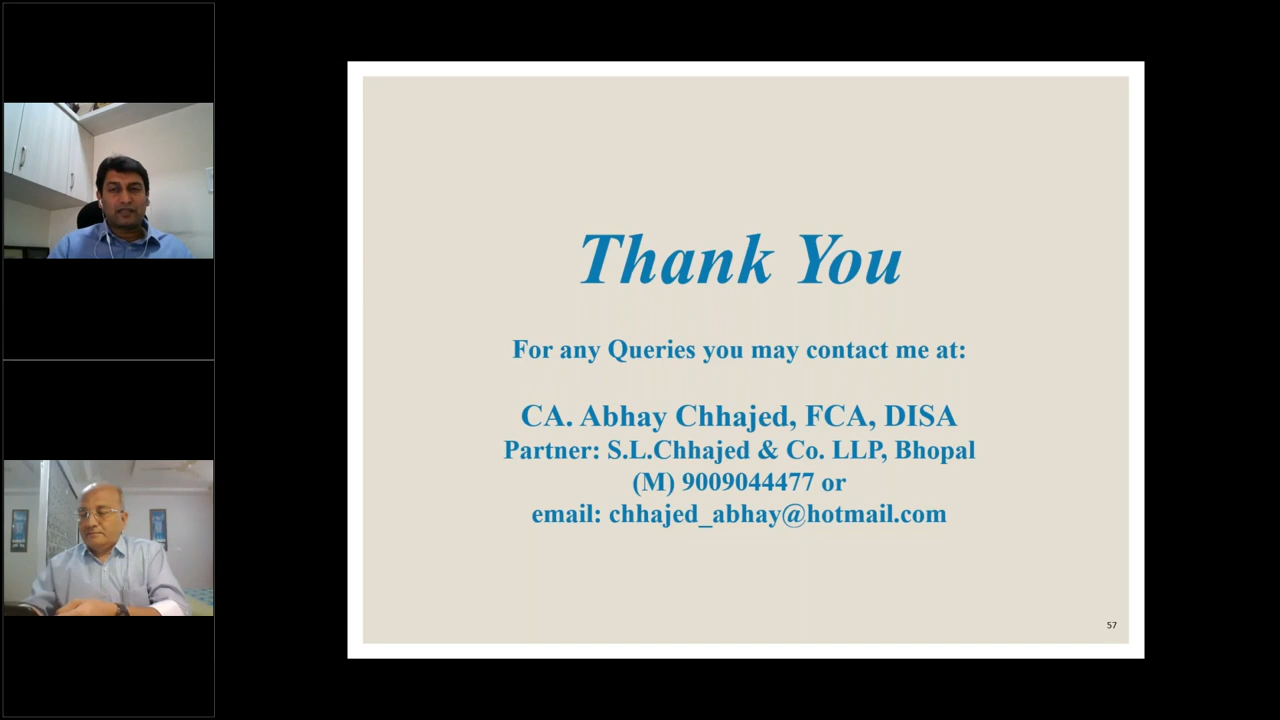 Thank You
For any Queries you may contact me at:
CA. Abhay Chhajed, FCA, DISA
Partner: S.L.Chhajed & Co. LLP, Bhopal
(M) 9009044477 or
email: chhajed_abhay@hotmail.com
57